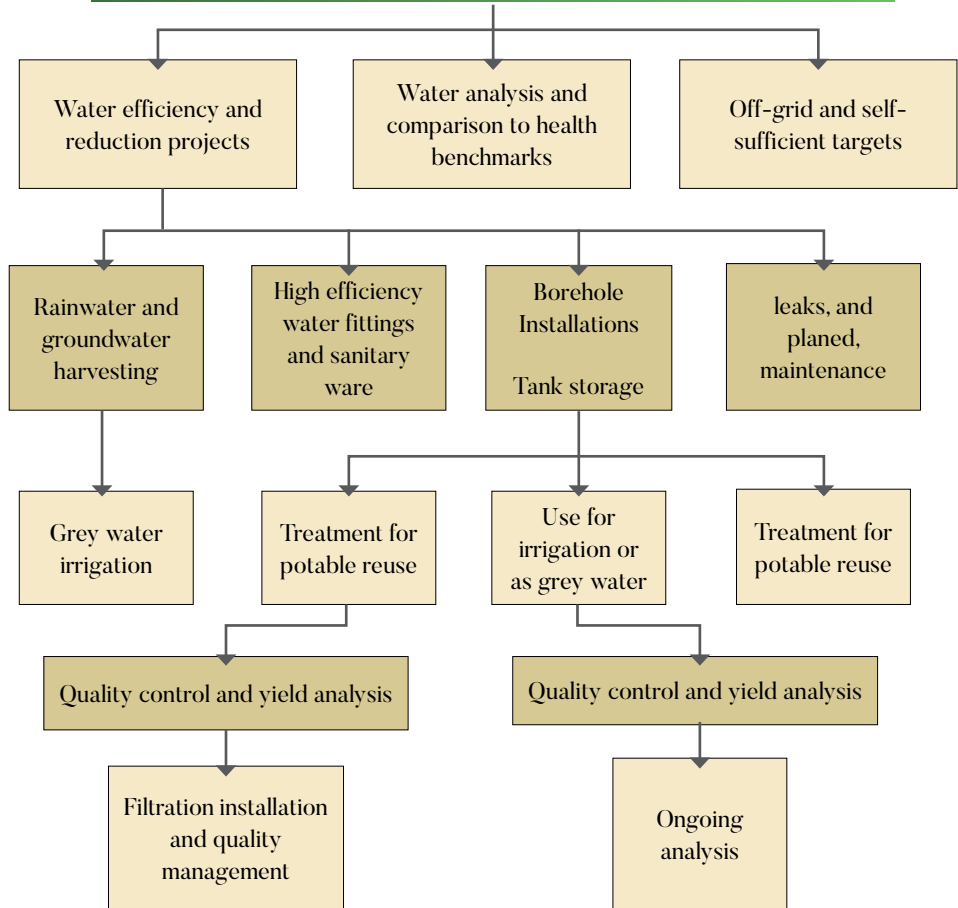 Water efficiency and
reduction projects
Water analysis and
comparison to health
benchmarks
Off-grid and self-
sufficient targets
Rainwater and
groundwater
harvesting
High efficiency
water fittings
and sanitary
ware
Borehole
Installations
Tank storage
leaks, and
planed,
maintenance
Grey water
irrigation
Treatment for
potable reuse
Use for
irrigation or
as grey water
Treatment for
potable reuse
Quality control and yield analysis
Quality control and yield analysis
Filtration installation
and quality
management
Ongoing
analysis